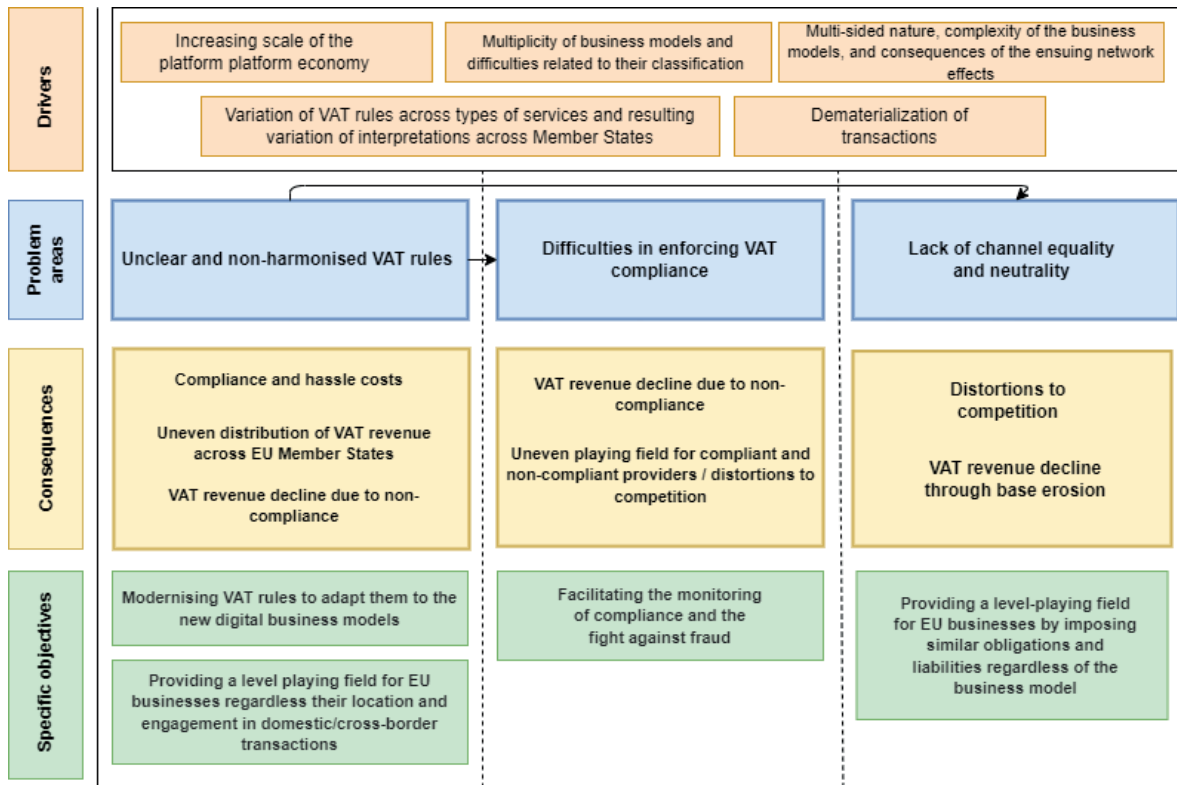 Drivers
Increasing scale of the
platform platform economy
Multiplicity of business models and
difficulties related to their classification
Multi-sided nature, complexity of the business
models, and consequences of the ensuing network
effects
Variation of VAT rules across types of services and resulting
variation of interpretations across Member States
Dematerialization of
transactions
Problem
areas
Unclear and non-harmonised VAT rules
Difficulties in enforcing VAT
compliance
Lack of channel equality
and neutrality
Consequences
Compliance and hassle costs
Uneven distribution of VAT revenue
across EU Member States
VAT revenue decline due to non-
compliance
VAT revenue decline due to non-
compliance
Uneven playing field for compliant and
non-compliant providers / distortions to
competition
Distortions to
competition
VAT revenue decline
through base erosion
Specific objectives
Modernising VAT rules to adapt them to the
new digital business models
Providing a level playing field for EU
businesses regardless their location and
engagement in domestic/cross-border
transactions
Facilitating the monitoring
of compliance and the
fight against fraud
Providing a level-playing field
for EU businesses by imposing
similar obligations and
liabilities regardless of the
business model